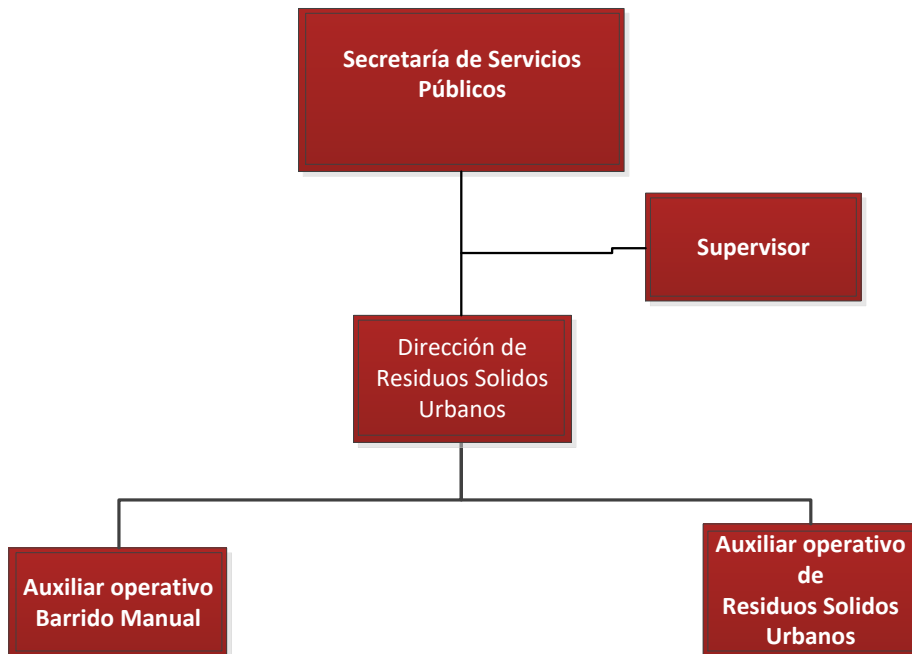 Secretaría de Servicios
Públicos
Supervisor
Dirección de
Residuos Solidos
Urbanos
Auxiliar operativo
Barrido Manual
Auxiliar operativo
de
Residuos Solidos
Urbanos